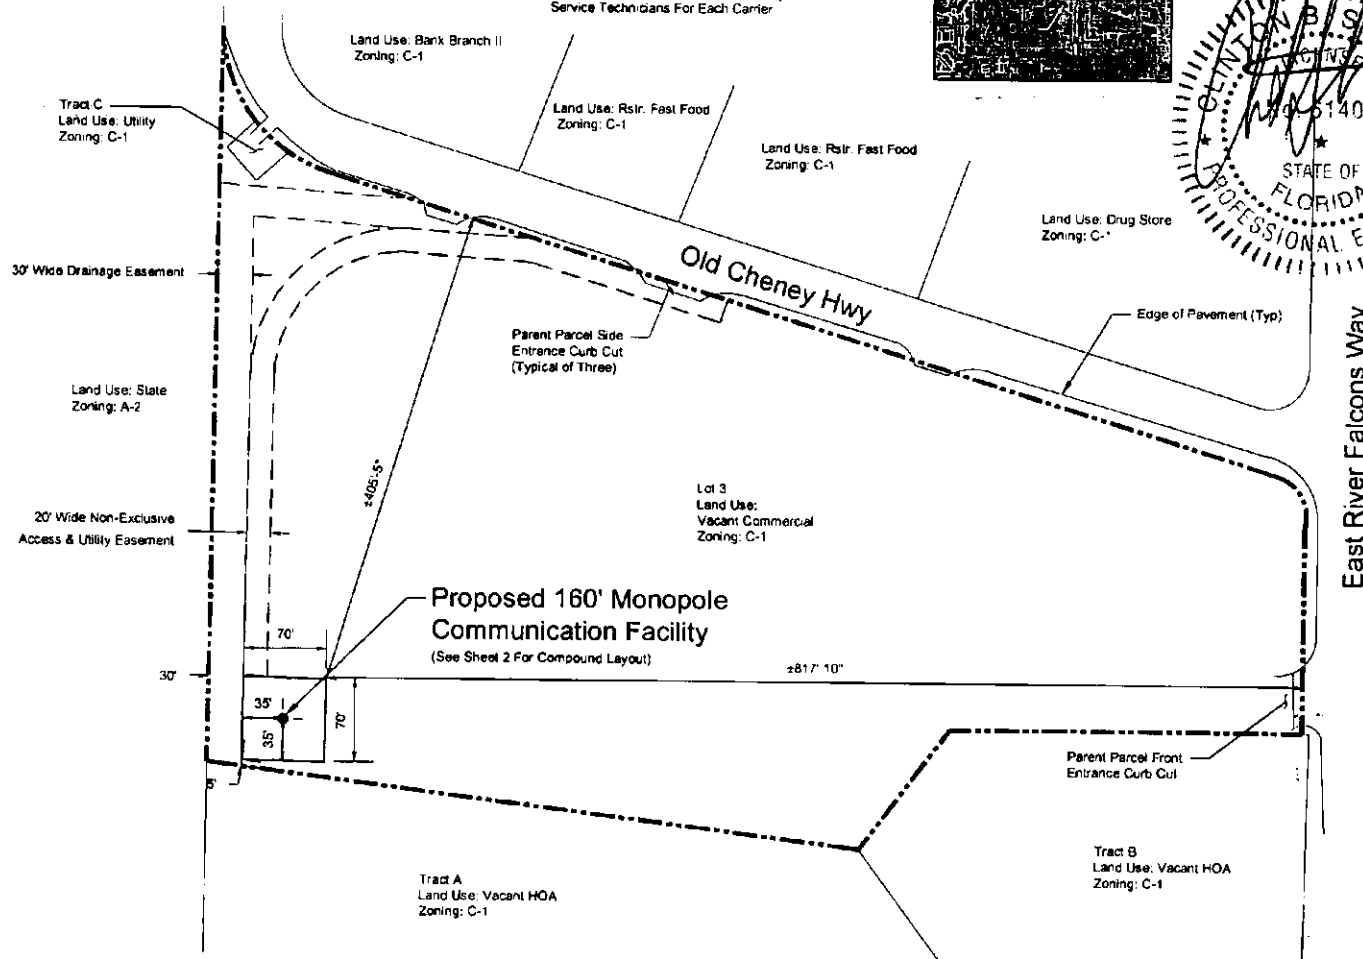 Service Technicians For Each Carrier
Land Use: Bank Branch II
Zoning: C-1
Tract C
Land Use: Utility
Zoning: C-1
Land Use: Rstr. Fast Food
Zoning: C-1
Land Use: Rstr. Fast Food
Zoning: C-1
Land Use: Drug Store
Zoning:
CLINTON B
5140
STATE OF
FLORIDA
PROFESSIONAL E
30' Wide Drainage Easement
Old Cheney Hwy
Edge of Pavement (Typ)
Parent Parcel Side
Entrance Curb Cut
(Typical of Three)
East River Falcons Way
Land Use: State
Zoning: A-2
±405'-5"
Lot 3
Land Use:
Vacant Commercial
Zoning: C-1
20' Wide Non-Exclusive
Access & Utility Easement
Proposed 160' Monopole
Communication Facility
(See Sheet 2 For Compound Layout)
70'
30'
±817' 10"
35'
35'
70'
5'
Parent Parcel Front
Entrance Curb Cut
Tract A
Land Use: Vacant HOA
Zoning: C-1
Tract B
Land Use: Vacant HOA
Zoning: C-1